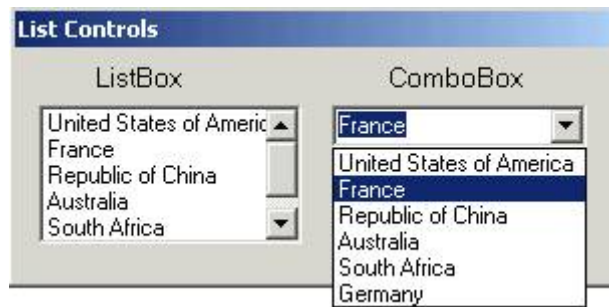 List Controls
ListBox
United States of Americ
France
Republic of China
Australia
South Africa
ComboBox
France
United States of America
France
Republic of China
Australia
South Africa
Germany